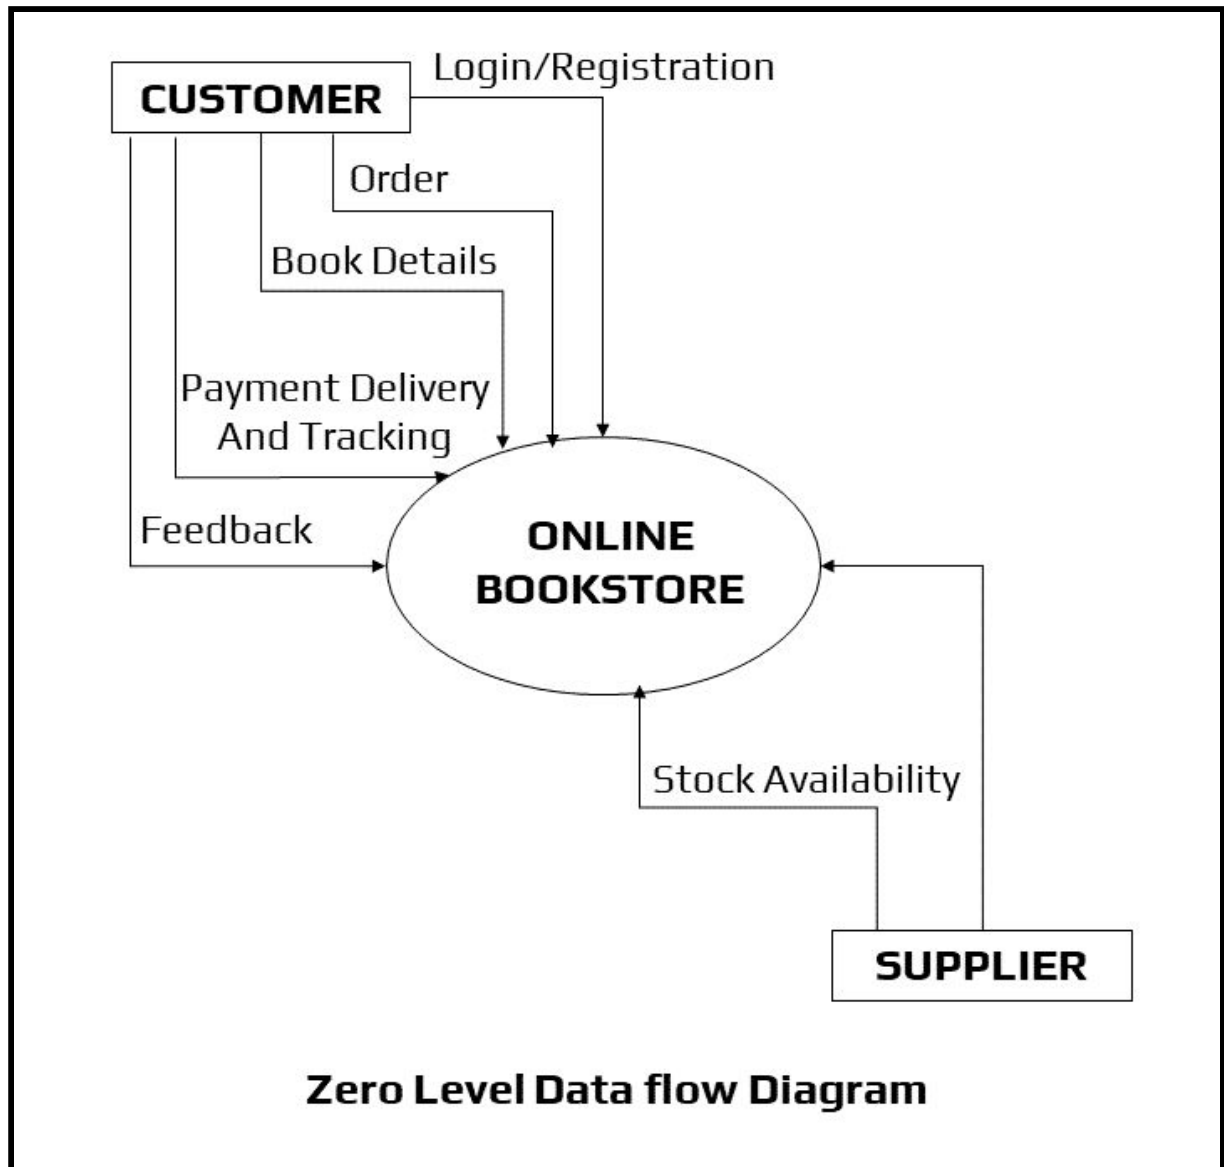 Login/Registration
CUSTOMER
Order
Book Details
Payment Delivery
And Tracking
Feedback
ONLINE
BOOKSTORE
Stock Availability
SUPPLIER
Zero Level Data flow Diagram